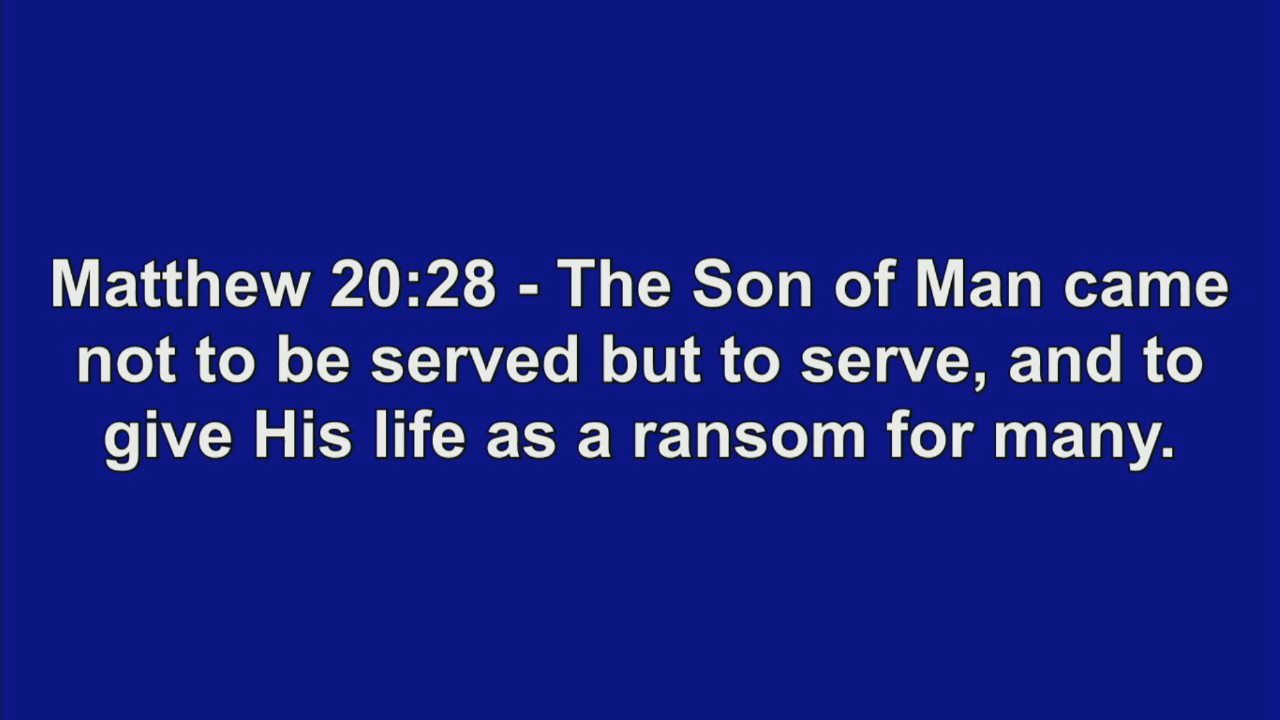 Matthew 20:28 - The Son of Man came
not to be served but to serve, and to
give His life as a ransom for many.